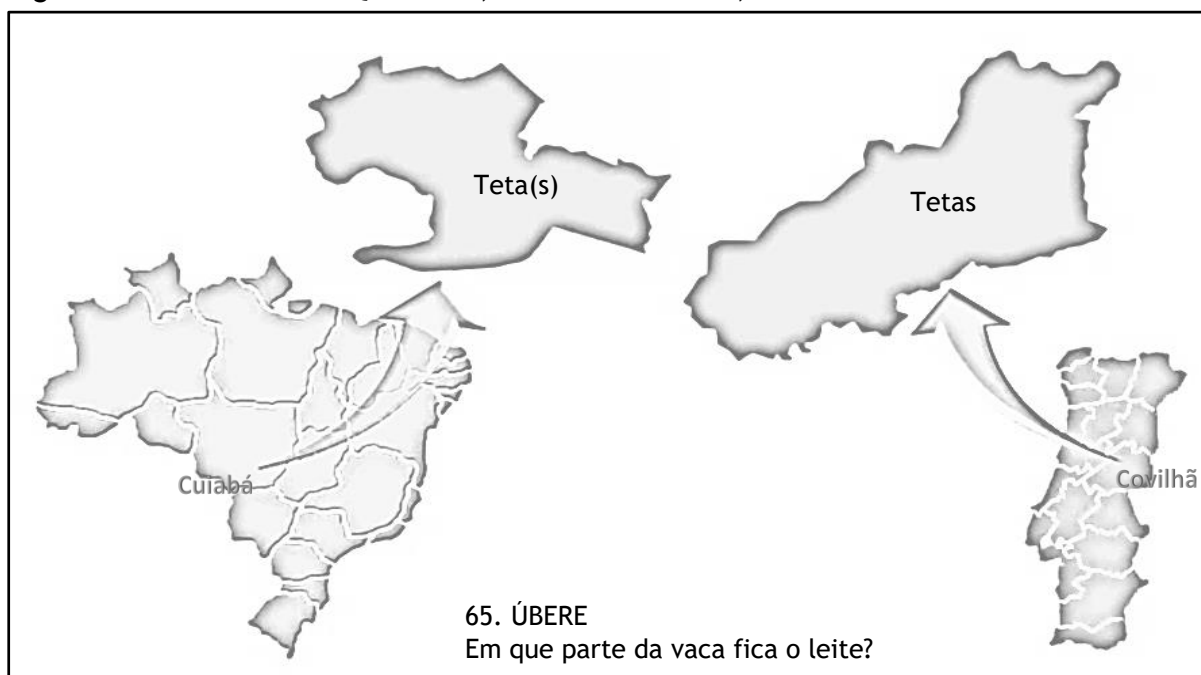 Teta(s)
Tetas
Cuiabá
Covilhã
65. ÚBERE
Em que parte da vaca fica o leite?